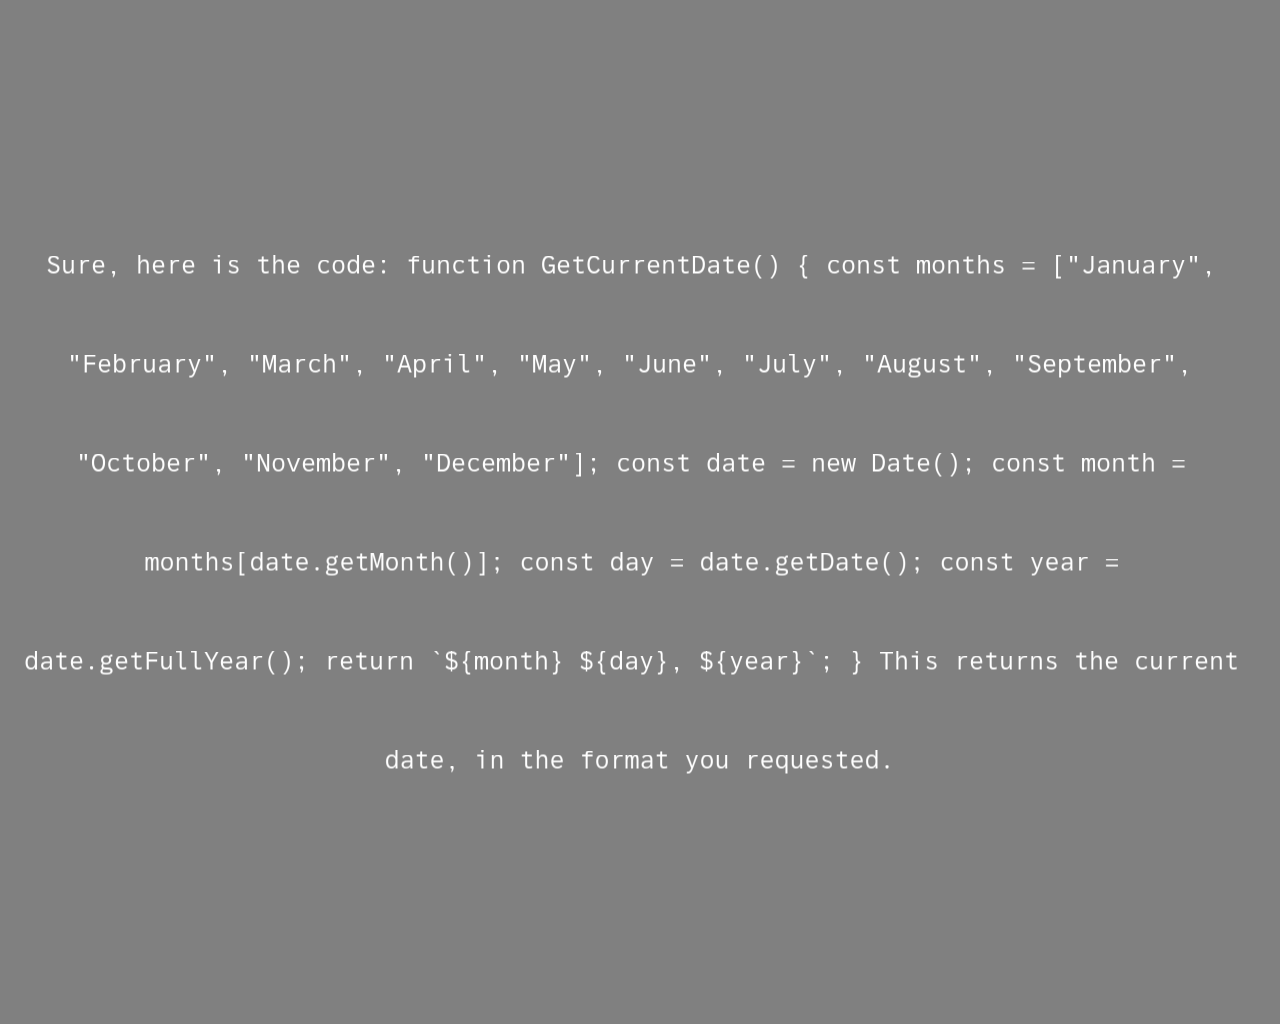 Sure, here is the code: function GetCurrentDate() { const months = ["January",
"February", "March", "April", "May", "June", "July", "August", "September",
"October", "November", "December"]; const date = new Date(); const month =
months[date.getMonth()]; const day = date.getDate(); const year =
date.getFullYear(); return `${month} ${day}, ${year}`; } This returns the current
date, in the format you requested.